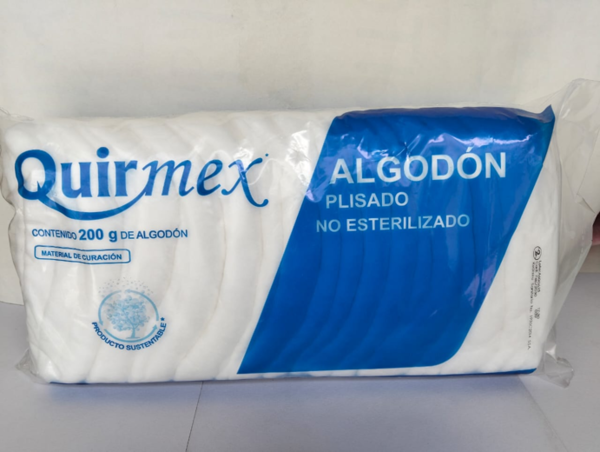 Quirmex
CONTENIDO 200 g DE ALGODÓN
MATERIAL DE CURACIÓN
PRODUCTO SUSTENTABLE*
ALGODÓN
PLISADO
NO ESTERILIZADO